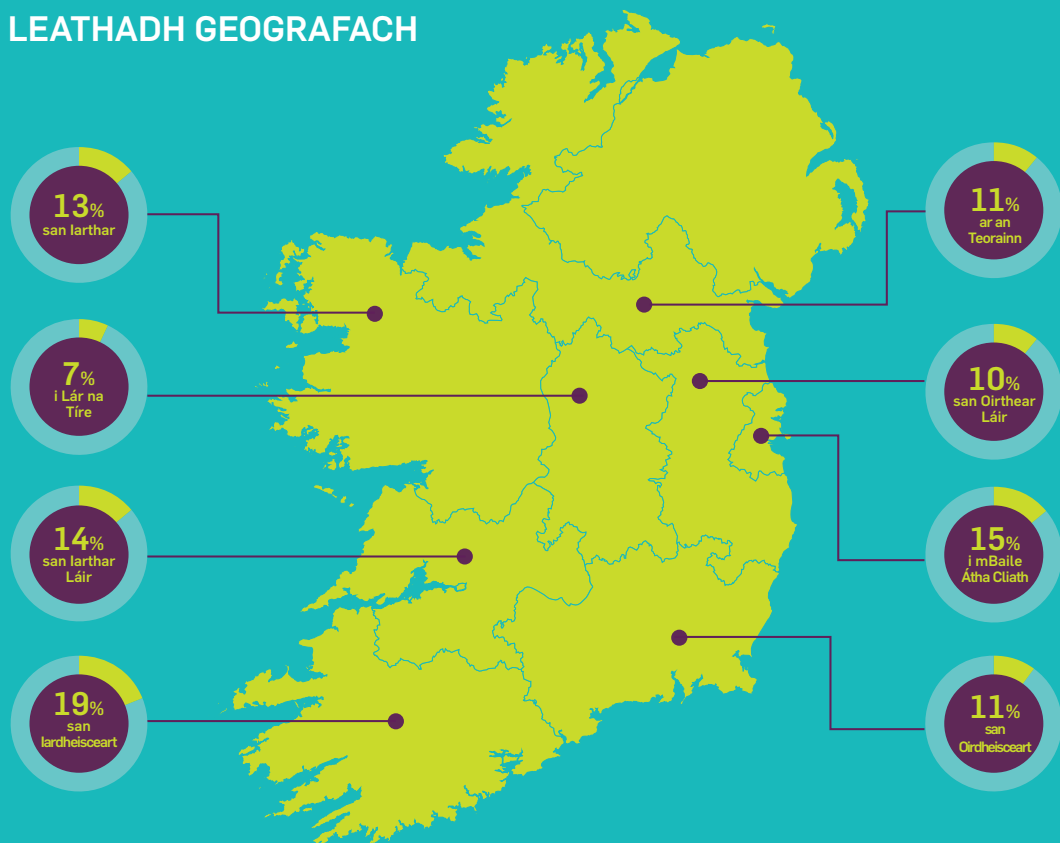 LEATHADH GEOGRAFACH
13%
san Iarthar
7%
i Lár na
Tíre
14%
san Iarthar
Láir
19%
san
Iardheisceart
11%
ar an
Teorainn
10%
san Oirthear
Láir
15%
i mBaile
Átha Cliath
11%
san
Oirdheisceart